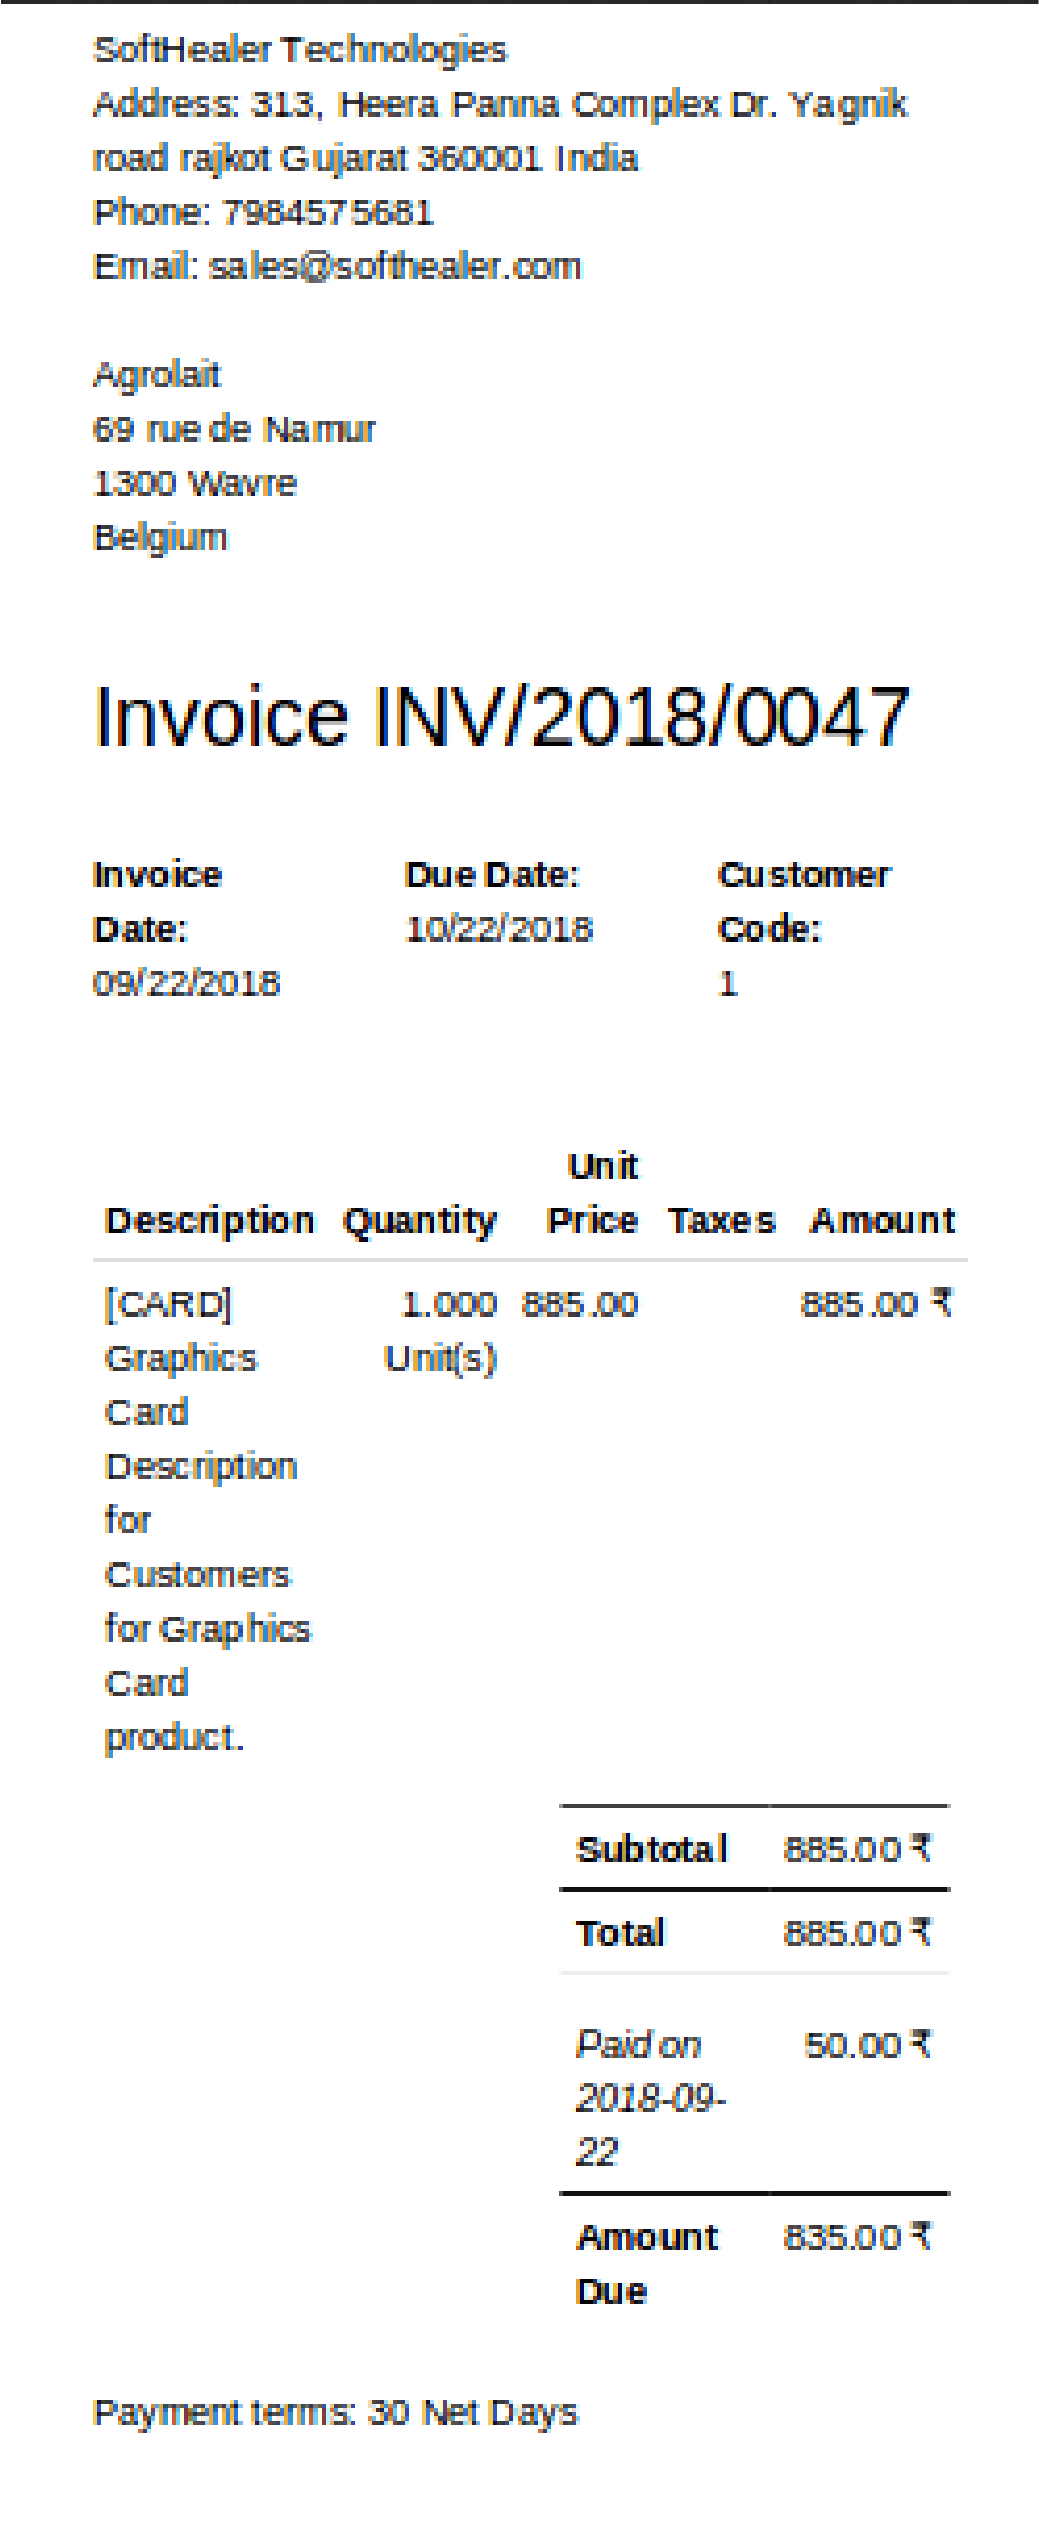 SoftHealer Technologies
Address: 313, Heera Panna Complex Dr. Yagnik
road rajkot Gujarat 360001 India
Phone: 7984575681
Email: sales@softhealer.com
Agrolait
69 rue de Namur
1300 Wavre
Belgium
Invoice INV/2018/0047
Invoice Date: 09/22/2018
Due Date: 10/22/2018
Customer Code: 1
Description Quantity Unit Price Taxes Amount
[CARD] 1.000 885.00 885.00 ₹
Graphics Unit(s)
Card
Description
for
Customers
for Graphics
Card
product.
Subtotal 885.00 ₹
Total 885.00 ₹
Paid on 50.00 ₹
2018-09-
22
Amount 835.00 ₹
Due
Payment terms: 30 Net Days